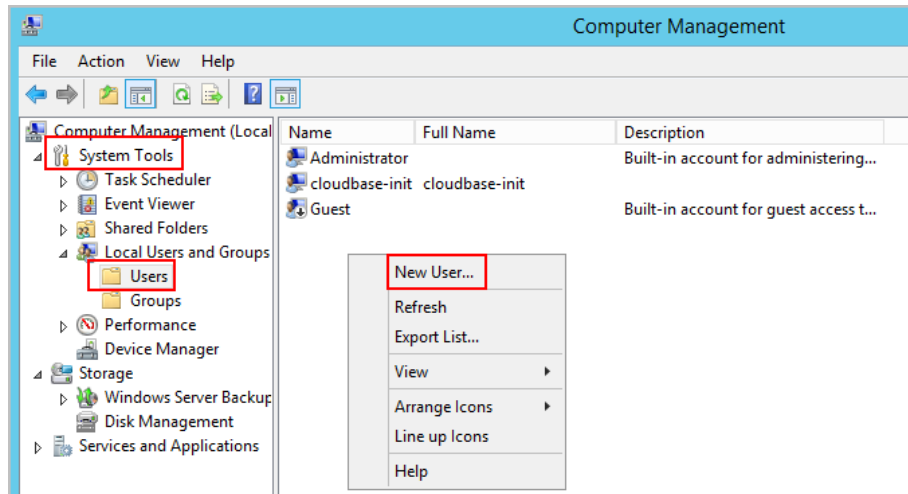 Computer Management
File Action View Help
Computer Management (Local
System Tools
Task Scheduler
Event Viewer
Shared Folders
Local Users and Groups
Users
Groups
Performance
Device Manager
Storage
Windows Server Backup
Disk Management
Services and Applications
Name Full Name Description
Administrator Built-in account for administering...
cloudbase-init cloudbase-init
Guest Built-in account for guest access t...
New User...
Refresh
Export List...
View
Arrange Icons
Line up Icons
Help